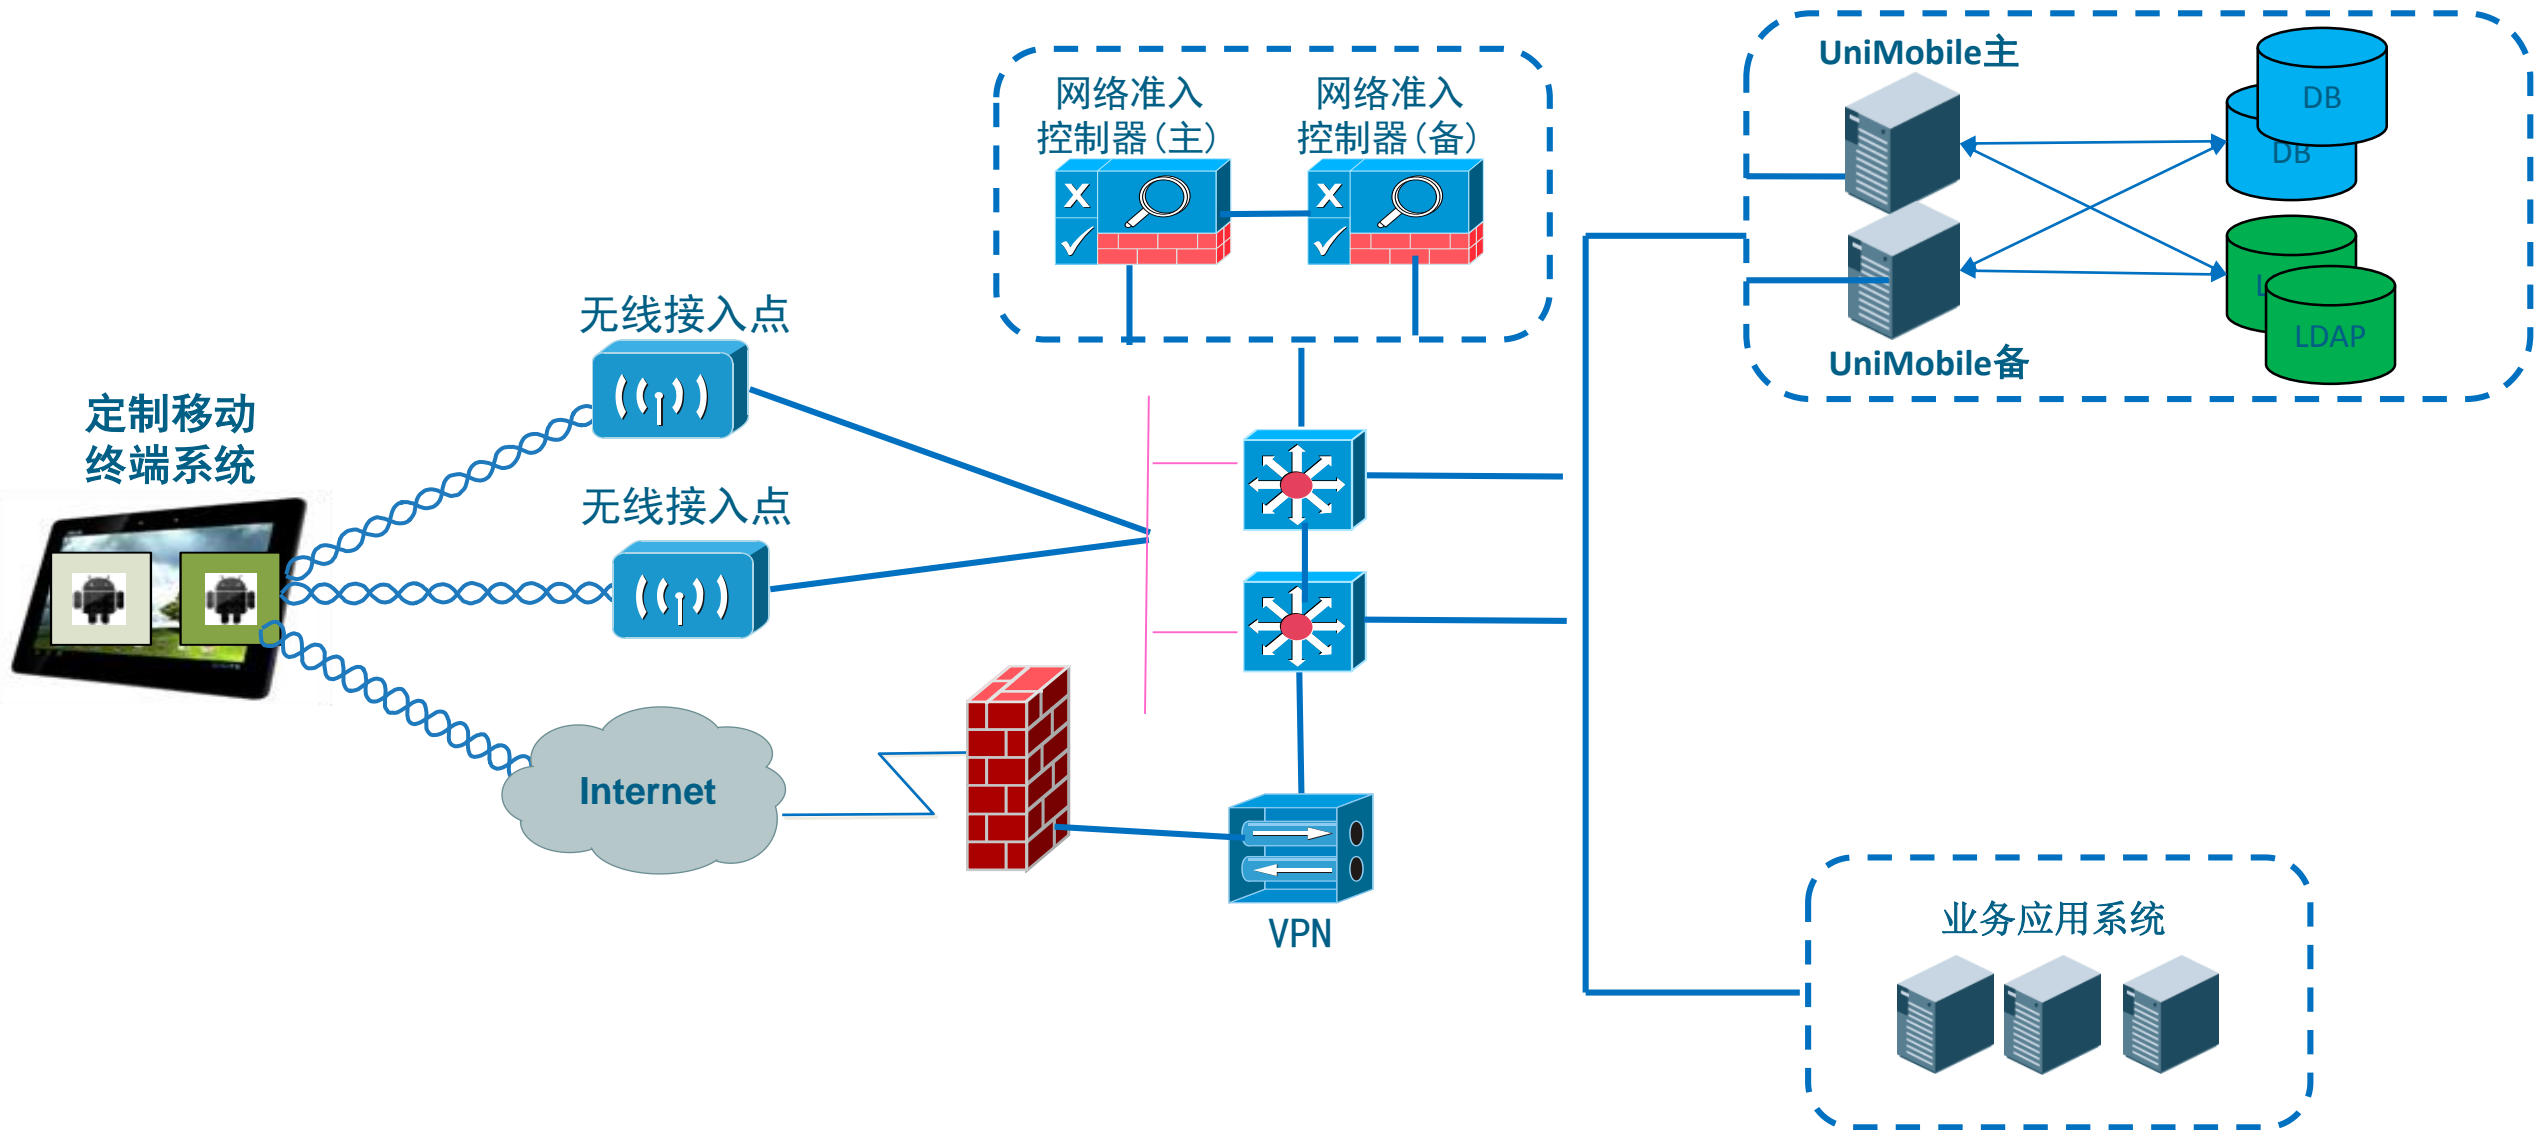 UniMobile主
DB
DB
LDAP
UniMobile备
网络准入
控制器(主)
网络准入
控制器(备)
无线接入点
定制移动
终端系统
无线接入点
Internet
VPN
业务应用系统